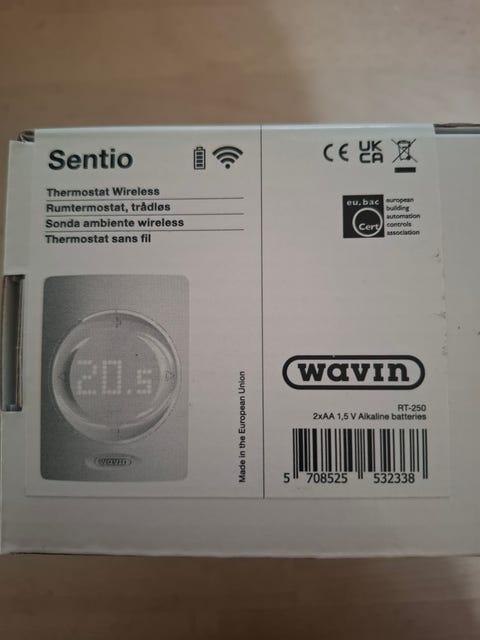 Sentio
Thermostat Wireless
Rumtermostat, trådløs
Sonda ambiente wireless
Thermostat sans fil
20.5
wavin
Made in the European Union
CE UK
CA
eu.bac
Cert
european
building
automation
controls
association
wavin
RT-250
2xAA 1,5 V Alkaline batteries
5 708525 532338